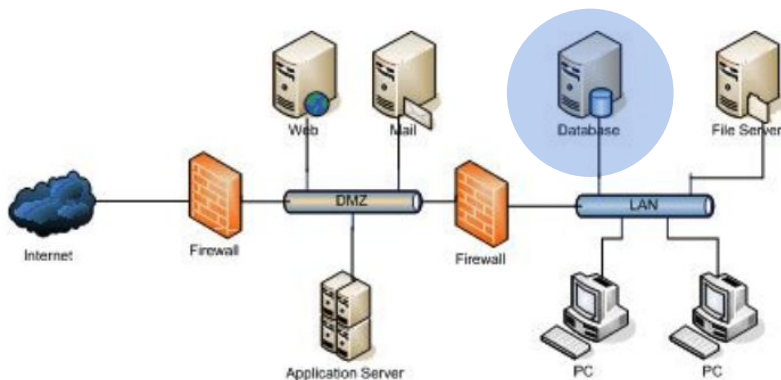 Web
Mail
Database
File Server
DMZ
LAN
Internet
Firewall
Firewall
Application Server
PC
PC